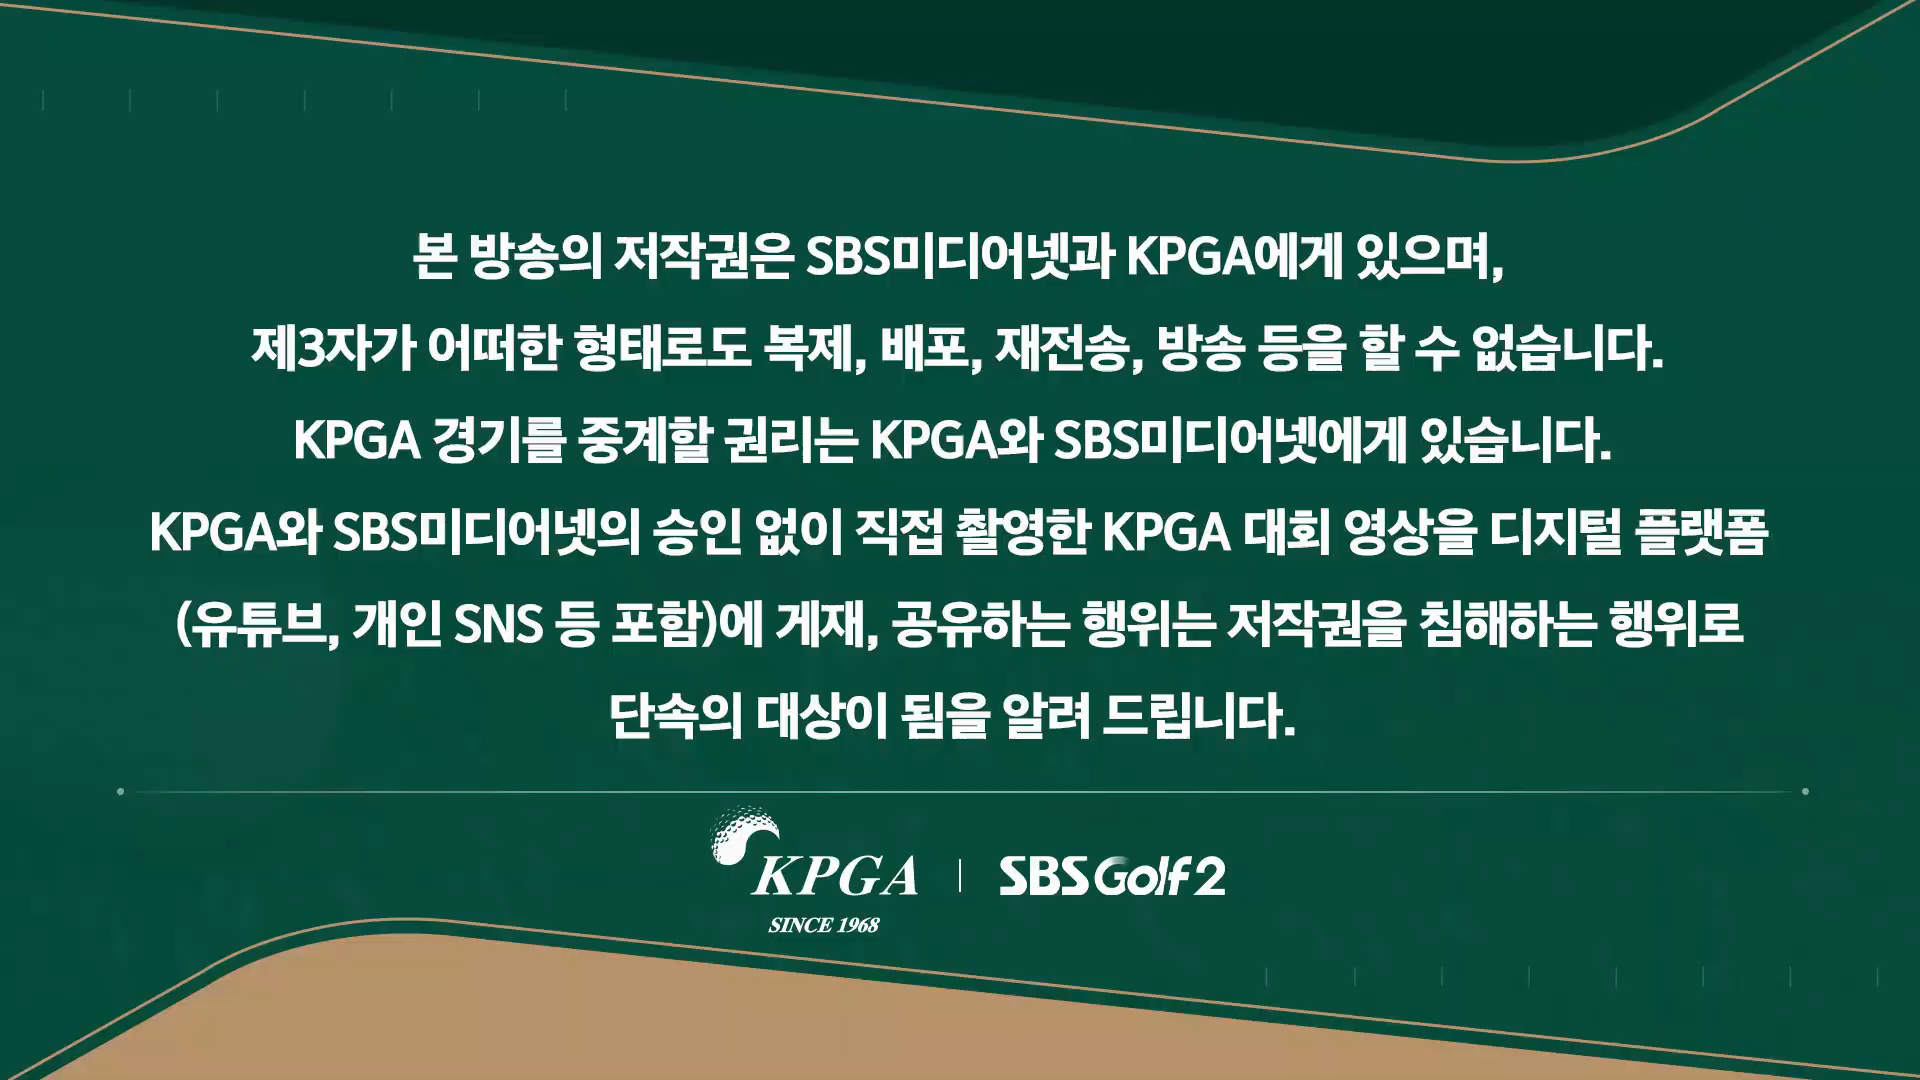 본 방송의 저작권은 SBS미디어넷과 KPGA에게 있으며,
제3자가 어떠한 형태로도 복제, 배포, 재전송, 방송 등을 할 수 없습니다.
KPGA 경기를 중계할 권리는 KPGA와 SBS미디어넷에게 있습니다.
KPGA와 SBS미디어넷의 승인 없이 직접 촬영한 KPGA 대회 영상을 디지털 플랫폼
(유튜브, 개인 SNS 등 포함)에 게재, 공유하는 행위는 저작권을 침해하는 행위로
단속의 대상이 됨을 알려 드립니다.
KPGA SBS Golf 2
SINCE 1968